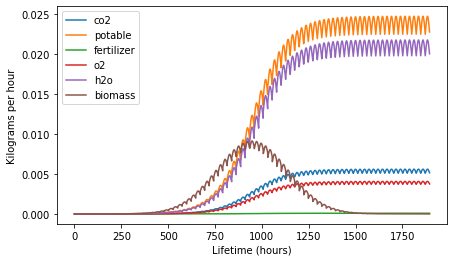 0.025
0.020
0.015
0.010
0.005
0.000
Kilograms per hour
co2
potable
fertilizer
o2
h2o
biomass
0 250 500 750 1000 1250 1500 1750
Lifetime (hours)